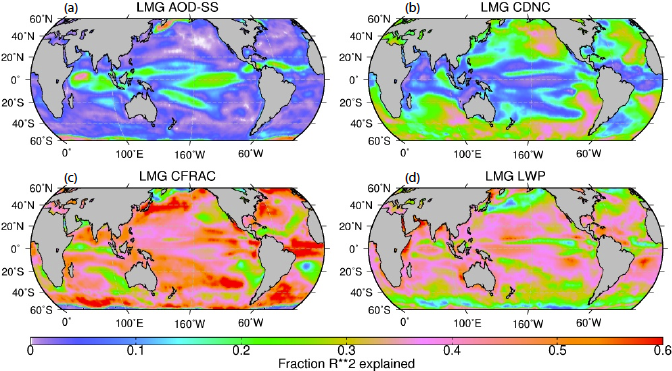 (a) LMG AOD-SS
(b) LMG CDNC
60˚N 60˚N
40˚N 40˚N
20˚N 20˚N
0˚ 0˚
20˚S 20˚S
40˚S 40˚S
60˚S 60˚S
0˚ 100˚E 160˚W 60˚W
0˚ 100˚E 160˚W 60˚W
(c) LMG CFRAC
(d) LMG LWP
60˚N 60˚N
40˚N 40˚N
20˚N 20˚N
0˚ 0˚
20˚S 20˚S
40˚S 40˚S
60˚S 60˚S
0˚ 100˚E 160˚W 60˚W
0˚ 100˚E 160˚W 60˚W
0 0.1 0.2 0.3 0.4 0.5 0.6
Fraction R**2 explained